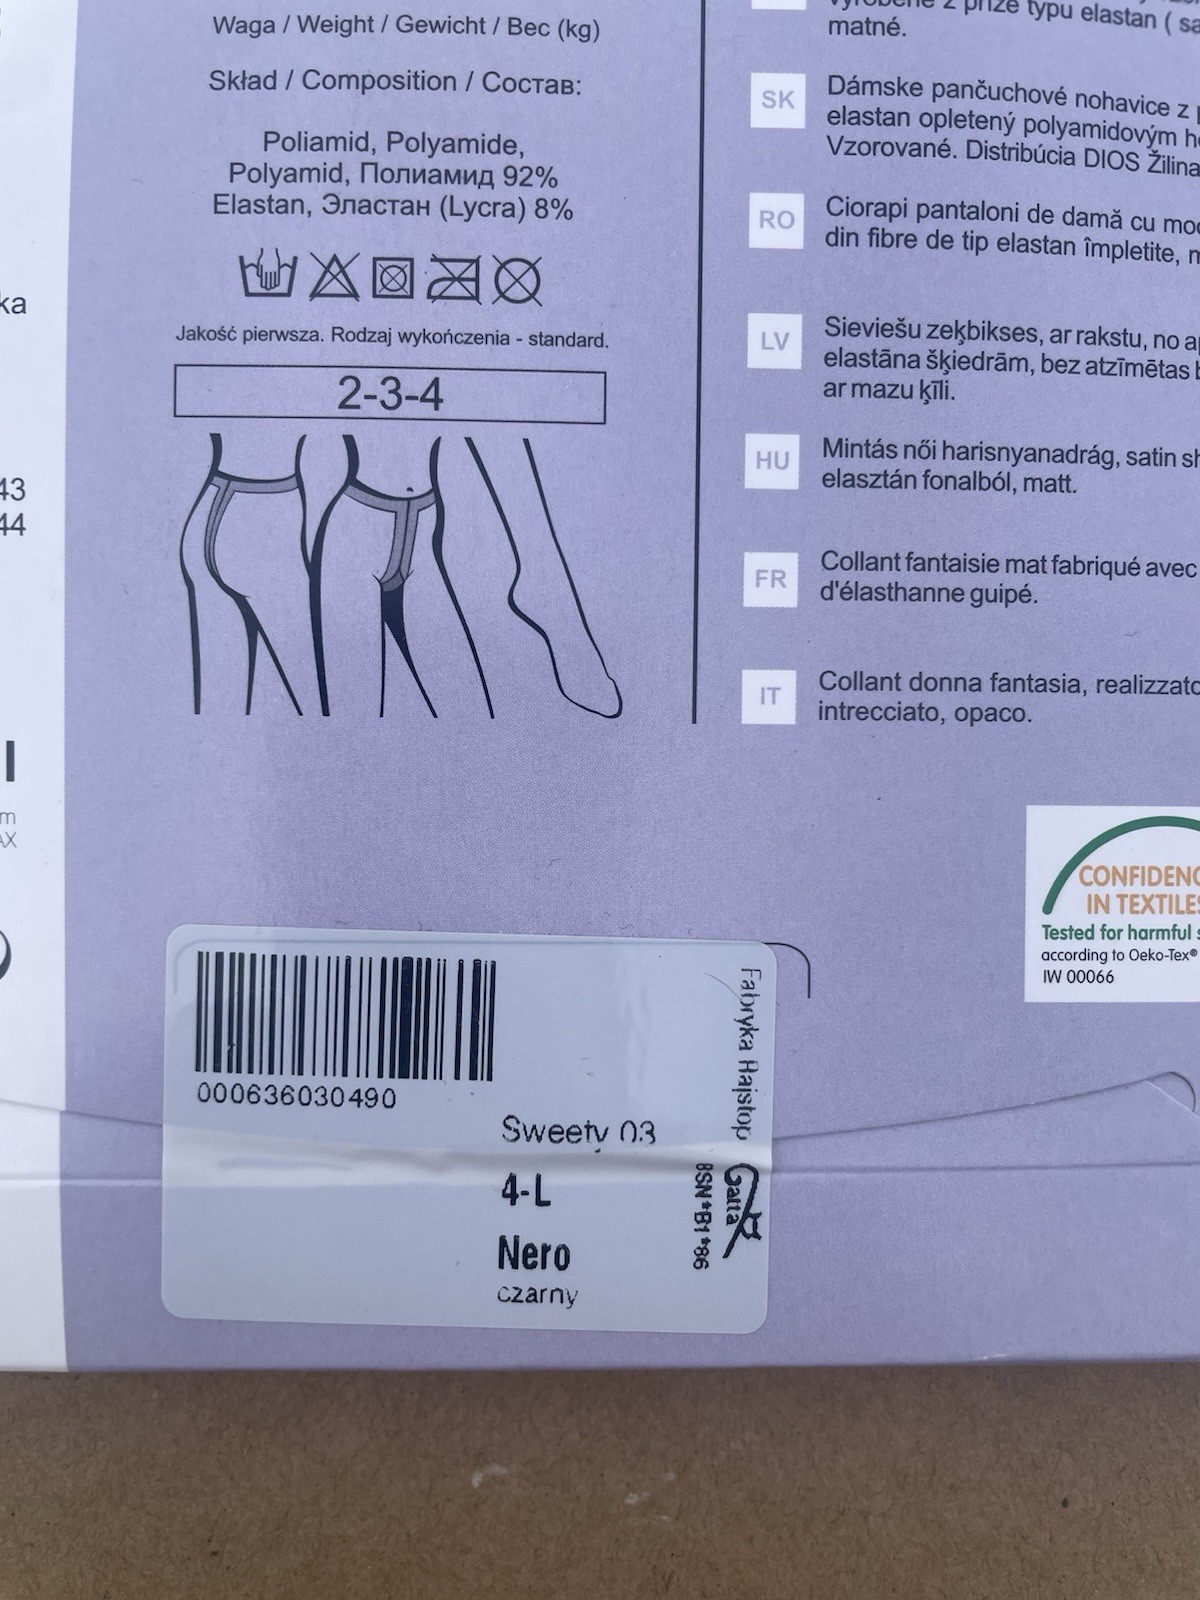 Waga / Weight / Gewicht / Вес (kg)
Skład / Composition / Состав:
Poliamid, Polyamide,
Polyamid, Полиамид 92%
Elastan, Эластан (Lycra) 8%
Jakość pierwsza. Rodzaj wykończenia - standard.
2-3-4
ka
43
44
m
AX
typu elastan (
matné.
SK
Dámske pančuchové nohavice z
elastan opletený polyamidovým
Vzorované. Distribúcia DIOS Žilina
RO
Ciorapi pantaloni de damă cu
din fibre de tip elastan împletite,
LV
Sieviešu zeķbikses, ar rakstu, no
elastāna šķiedrām, bez atzīmētas
ar mazu ķīli.
HU
Mintás női harisnyanadrág, satin
elasztán fonalból, matt.
FR
Collant fantaisie mat fabriqué avec
d'élasthanne guipé.
IT
Collant donna fantasia, realizzato
intrecciato, opaco.
CONFIDENC
IN TEXTILES
Tested for harmful
according to Oeko-Tex®
IW 00066
000636030490
Sweety 03
4-L
Nero
czarny
Fabryka Rajstop
Gatta
BSN*B1*86